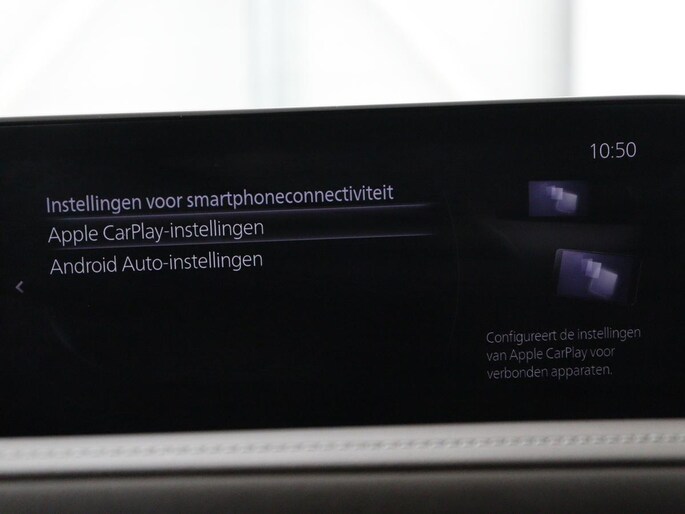 10:50
Instellingen voor smartphoneconnectiviteit
Apple CarPlay-instellingen
Android Auto-instellingen
Configureert de instellingen
van Apple CarPlay voor
verbonden apparaten.